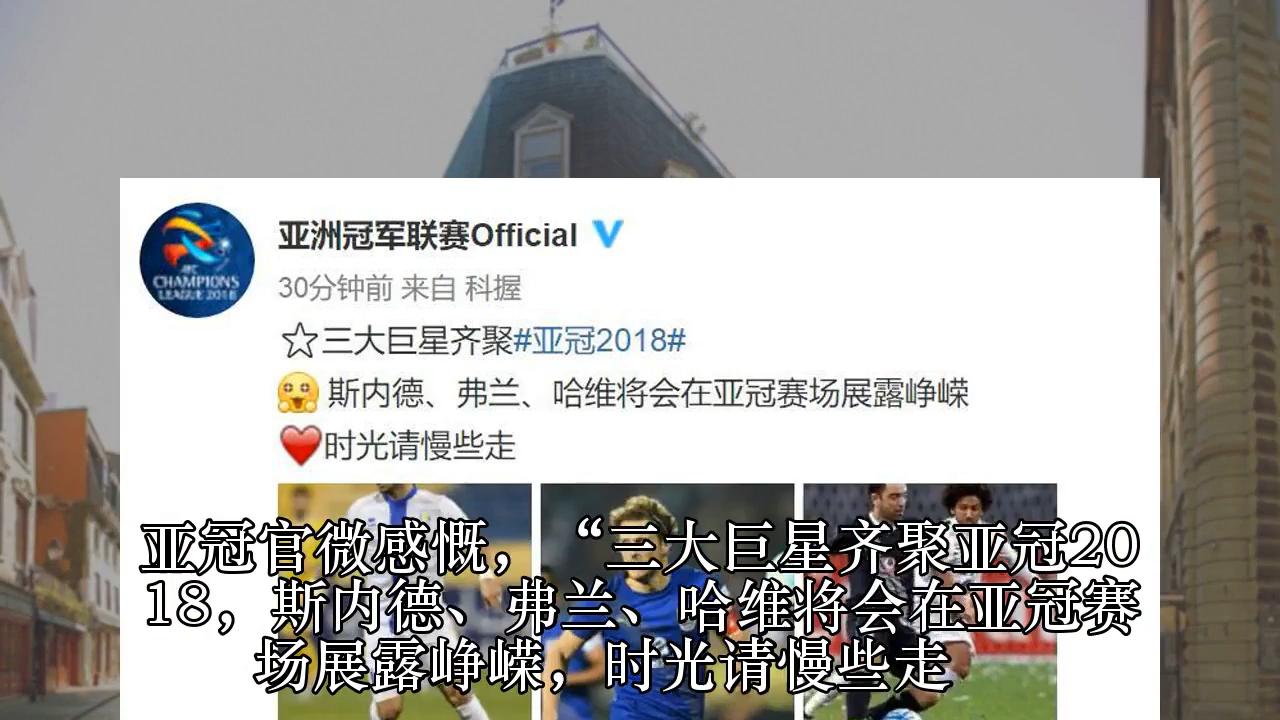 亚洲冠军联赛Official
AFC
CHAMPIONS
LEAGUE 2018
30分钟前 来自 科握
☆三大巨星齐聚#亚冠2018#
斯内德、弗兰、哈维将会在亚冠赛场展露峥嵘
时光请慢些走
亚冠官微感慨，“三大巨星齐聚亚冠20
18，斯内德、弗兰、哈维将会在亚冠赛
场展露峥嵘，时光请慢些走